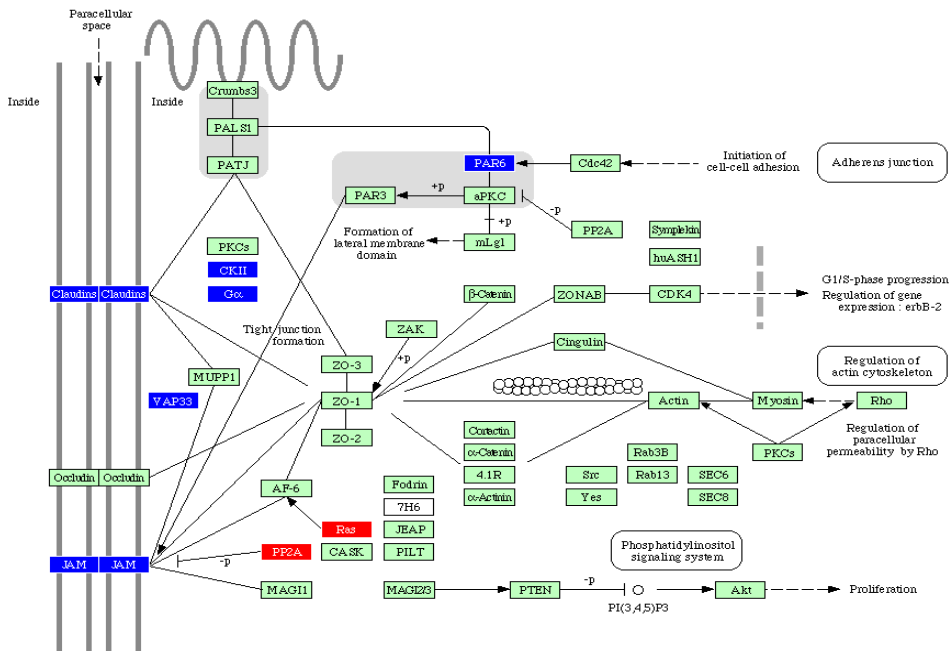 Paracellular
space
Inside
Inside
Crumbs3
PALS1
PATJ
PAR6
Cdc42
Initiation of
cell-cell adhesion
Adherens junction
PAR3
+p
aPKC
-p
+p
PP2A
Symplekin
Formation of
lateral membrane
domain
mLgl
huASH1
PKCs
CKII
Gα
Claudins
Claudins
β-Catenin
ZONAB
CDK4
G1/S-phase progression
Regulation of gene
expression : erbB-2
Tight junction
formation
ZAK
+p
Cingulin
ZO-3
MUPP1
Regulation of
actin cytoskeleton
VAP33
ZO-1
Actin
Myosin
Rho
ZO-2
Cortactin
α-Catenin
Regulation of
paracellular
permeability by Rho
Rab3B
PKCs
Occludin
Occludin
4.1R
Src
Rab13
SEC6
AF-6
Fodrin
α-Actinin
Yes
SEC8
7H6
Ras
JEAP
PP2A
CASK
PILT
Phosphatidylinositol
signaling system
JAM
JAM
-p
MAGI1
MAGI2/3
PTEN
-p
PI(3,4,5)P3
Akt
Proliferation